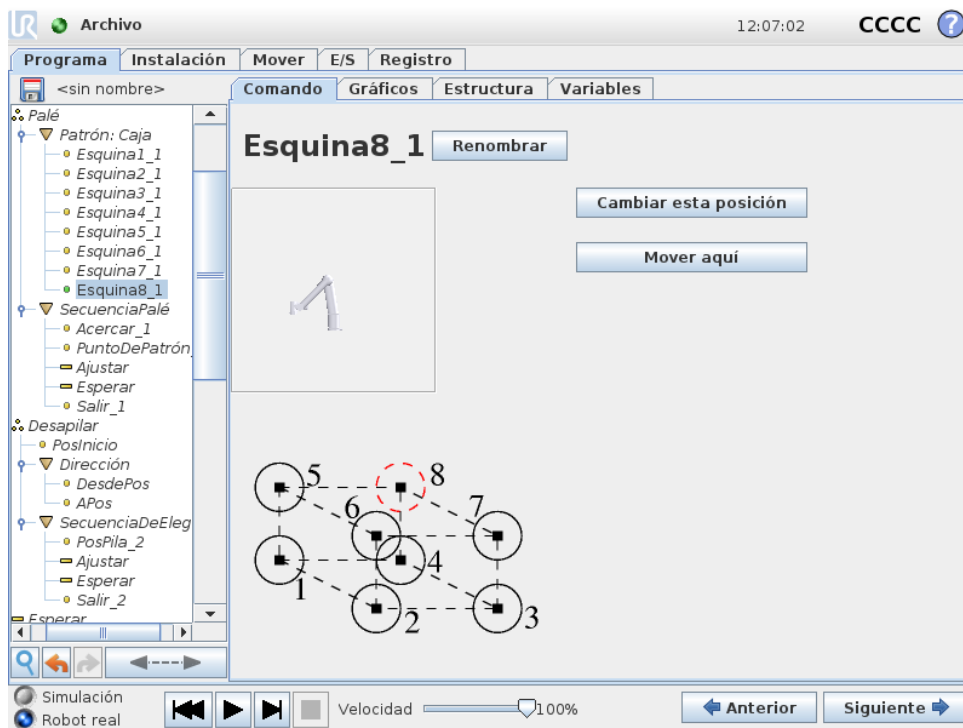 UR Archivo 12:07:02 CCCC ?
Programa Instalación Mover E/S Registro
<sin nombre> Comando Gráficos Estructura Variables
Palé
Patrón: Caja
Esquina1_1
Esquina2_1
Esquina3_1
Esquina4_1
Esquina5_1
Esquina6_1
Esquina7_1
Esquina8_1
SecuenciaPalé
Acercar_1
PuntoDePatrón
Ajustar
Esperar
Salir_1
Desapilar
PosInicio
Dirección
DesdePos
APos
SecuenciaDeEleg
PosPila_2
Ajustar
Esperar
Salir_2
Esperar
Esquina8_1 Renombrar
Cambiar esta posición
Mover aquí
5 8
6 7
1 4
2 3
Simulación
Robot real
Velocidad 100%
Anterior Siguiente